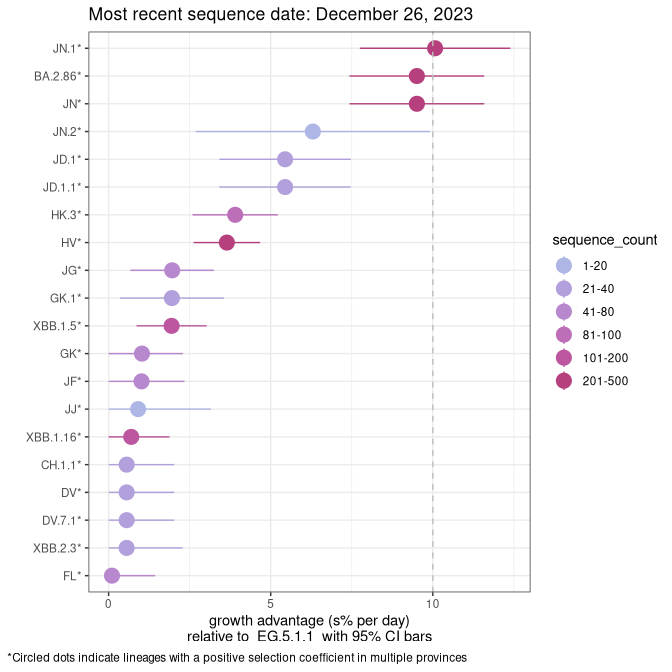 Most recent sequence date: December 26, 2023
JN.1*
BA.2.86*
JN*
JN.2*
JD.1*
JD.1.1*
HK.3*
HV*
JG*
GK.1*
XBB.1.5*
GK*
JF*
JJ*
XBB.1.16*
CH.1.1*
DV*
DV.7.1*
XBB.2.3*
FL*
0 5 10
growth advantage (s% per day)
relative to EG.5.1.1 with 95% CI bars
sequence_count
1-20
21-40
41-80
81-100
101-200
201-500
*Circled dots indicate lineages with a positive selection coefficient in multiple provinces